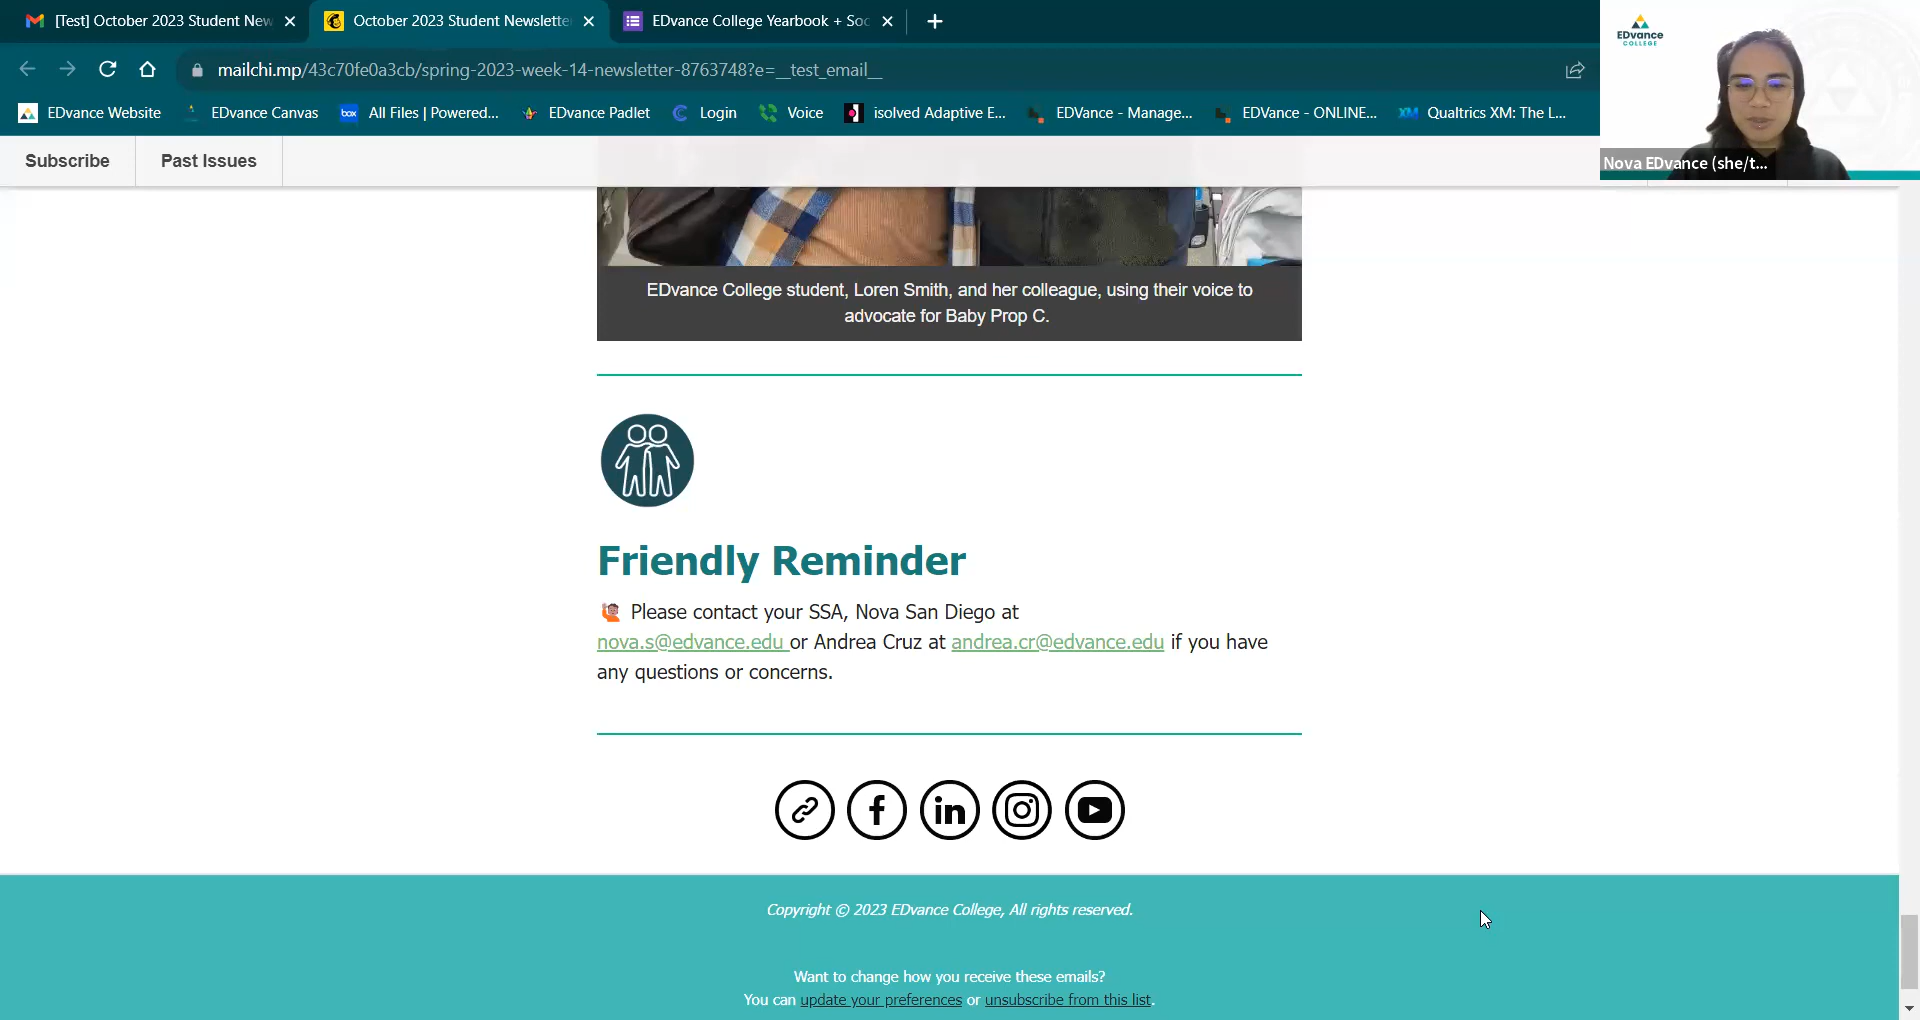 [Test] October 2023 Student New
October 2023 Student Newslette
EDvance College Yearbook + Soc
mailchi.mp/43c70fe0a3cb/spring-2023-week-14-newsletter-8763748?e=__test_email__
EDvance Website
EDvance Canvas
box
All Files | Powered...
EDvance Padlet
Login
Voice
isolved Adaptive E...
EDVance - Manage...
EDVance - ONLINE...
XM
Qualtrics XM: The L...
EDvance
COLLEGE
Nova EDvance (she/t...
Subscribe
Past Issues
EDvance College student, Loren Smith, and her colleague, using their voice to
advocate for Baby Prop C.
Friendly Reminder
Please contact your SSA, Nova San Diego at
nova.s@edvance.edu or Andrea Cruz at andrea.cr@edvance.edu if you have
any questions or concerns.
Copyright © 2023 EDvance College, All rights reserved.
Want to change how you receive these emails?
You can update your preferences or unsubscribe from this list.